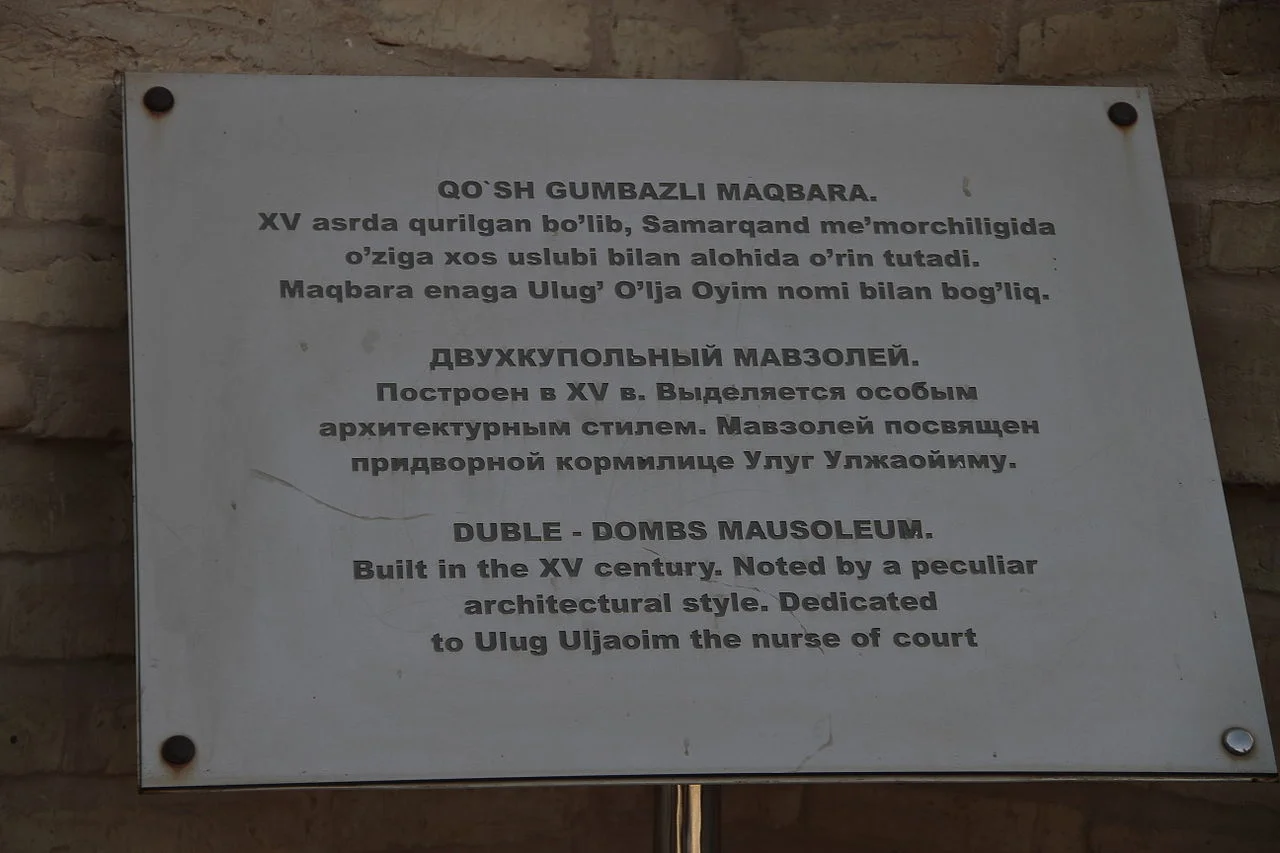 QO`SH GUMBAZLI MAQBARA.
XV asrda qurilgan bo’lib, Samarqand me’morchiligida
o’ziga xos uslubi bilan alohida o’rin tutadi.
Maqbara enaga Ulug’ O’lja Oyim nomi bilan bog’liq.
ДВУХКУПОЛЬНЫЙ МАВЗОЛЕЙ.
Построен в XV в. Выделяется особым
архитектурным стилем. Мавзолей посвящен
придворной кормилице Улуг Улжаойиму.
DUBLE - DOMBS MAUSOLEUM.
Built in the XV century. Noted by a peculiar
architectural style. Dedicated
to Ulug Uljaoim the nurse of court